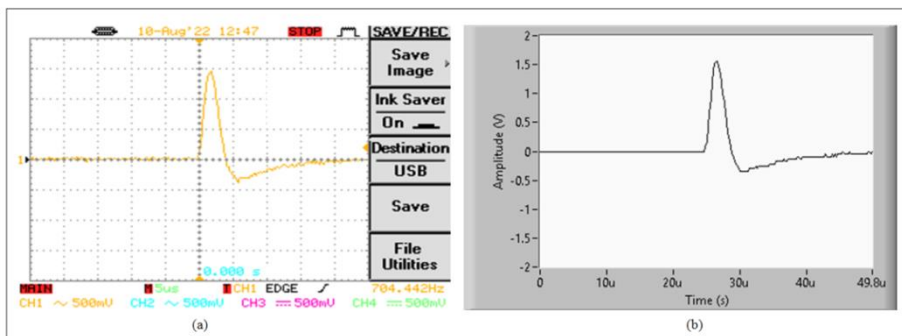 10-Aug'22 12:47 STOP SAVE/REC
Save
Image
Ink Saver
On
Destination
USB
Save
File
Utilities
1
0.000 s
MAIN M 5us T CH1 EDGE 704.442Hz
CH1 ~ 500mV CH2 ~ 500mV CH3 500mV CH4 500mV
(a)
2
1.5
1
0.5
0
-0.5
-1
-1.5
-2
Amplitude (V)
0 10u 20u 30u 40u 49.8u
Time (s)
(b)